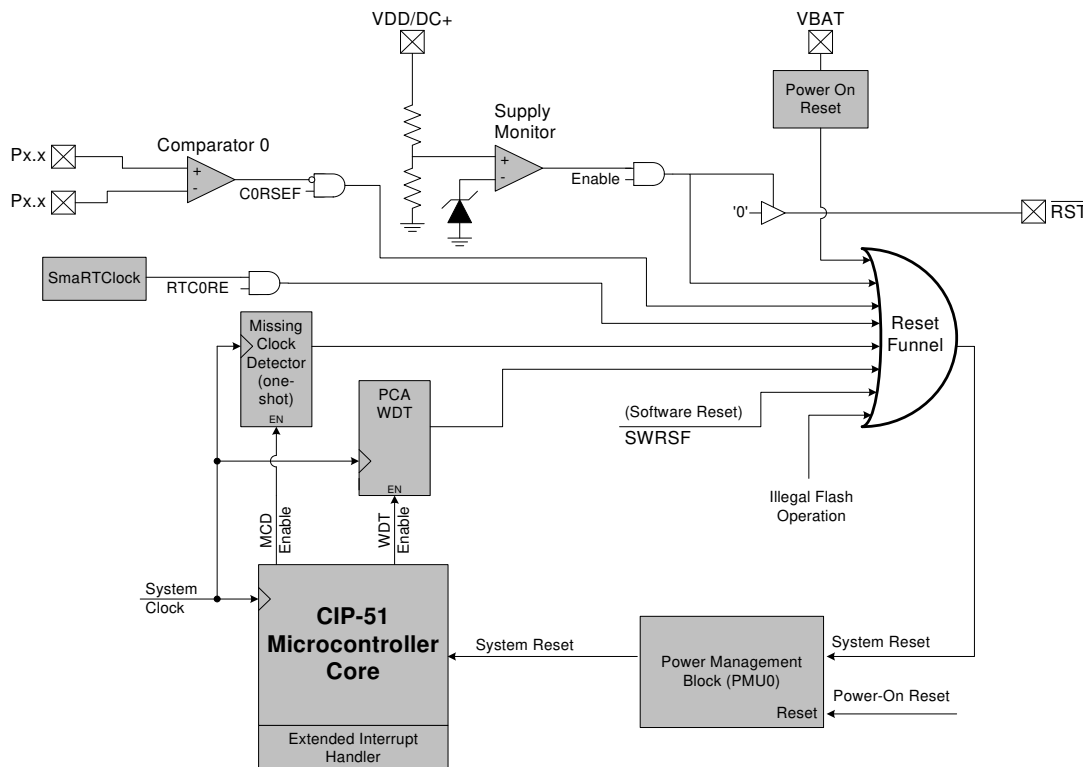 VDD/DC+
VBAT
Power On
Reset
Supply
Monitor
Comparator 0
Px.x
+
-
+
-
Enable
C0RSEF
Px.x
'0'
RST
SmaRTClock
RTC0RE
Missing
Clock
Detector
(one-
shot)
EN
Reset
Funnel
PCA
WDT
EN
(Software Reset)
SWRSF
Illegal Flash
Operation
MCD
Enable
WDT
Enable
System
Clock
CIP-51
Microcontroller
Core
System Reset
Power Management
Block (PMU0)
Reset
System Reset
Power-On Reset
Extended Interrupt
Handler